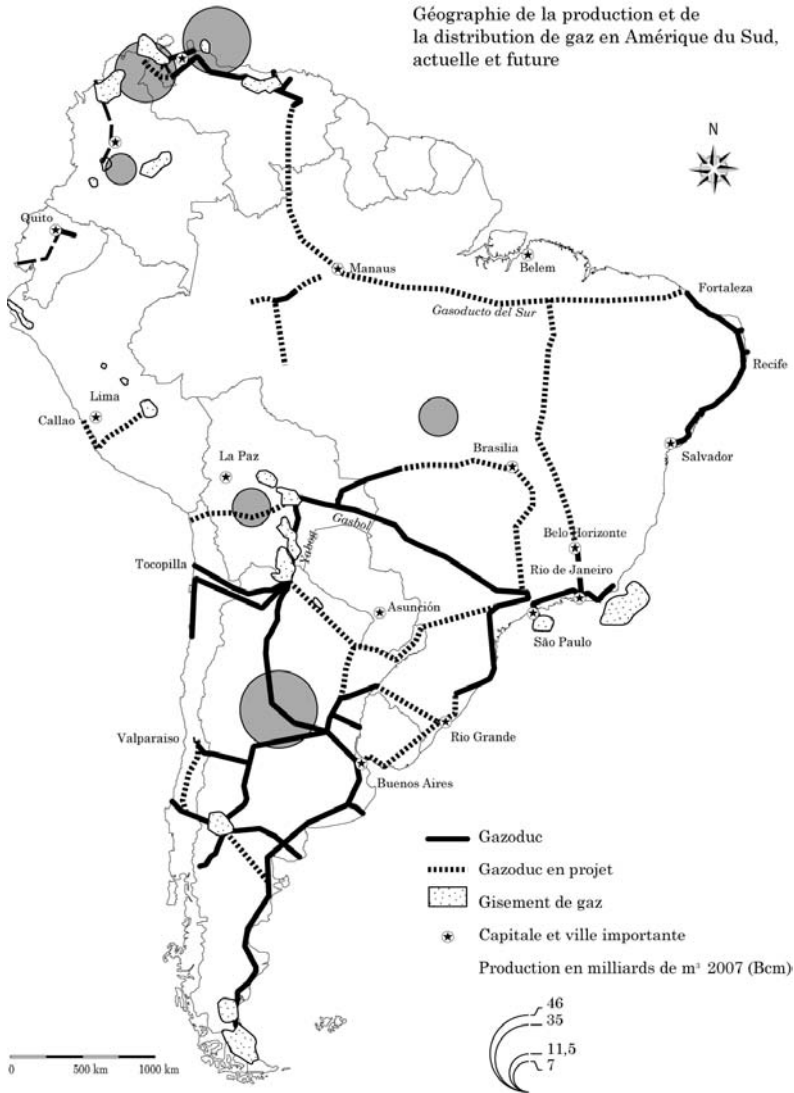 Géographie de la production et de
la distribution de gaz en Amérique du Sud,
actuelle et future
N
Quito
Manaus
Belem
Fortaleza
Gasoducto del Sur
Recife
Lima
Callao
Brasilia
Salvador
La Paz
Gasbol
Yabog
Belo Horizonte
Tocopilla
Rio de Janeiro
Asunción
São Paulo
Valparaiso
Rio Grande
Buenos Aires
Gazoduc
Gazoduc en projet
Gisement de gaz
Capitale et ville importante
Production en milliards de m³ 2007 (Bcm)
46
35
11,5
7
0 500 km 1000 km